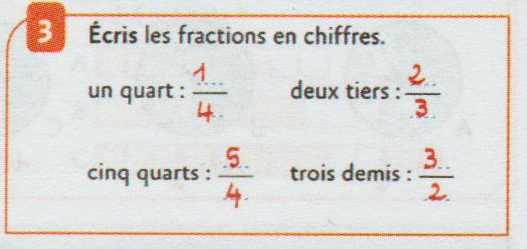 3 Écris les fractions en chiffres.
un quart : 1/4 deux tiers : 2/3
cinq quarts : 5/4 trois demis : 3/2